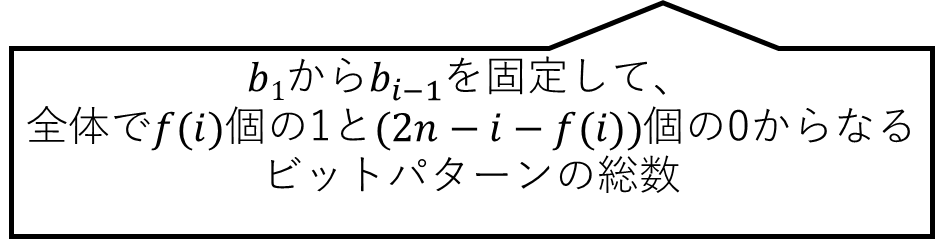 b₁からbᵢ₋₁を固定して、
全体でf(i)個の1と(2n − i − f(i))個の0からなる
ビットパターンの総数